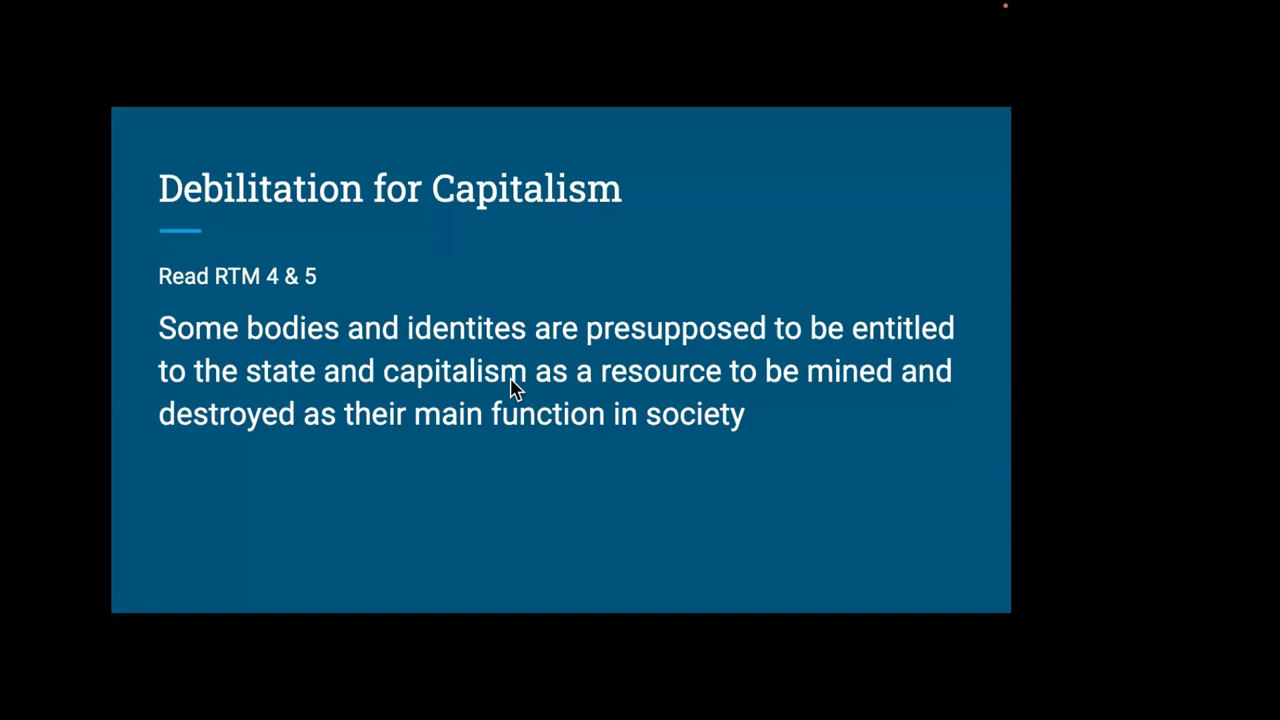 Debilitation for Capitalism
Read RTM 4 & 5
Some bodies and identites are presupposed to be entitled
to the state and capitalism as a resource to be mined and
destroyed as their main function in society